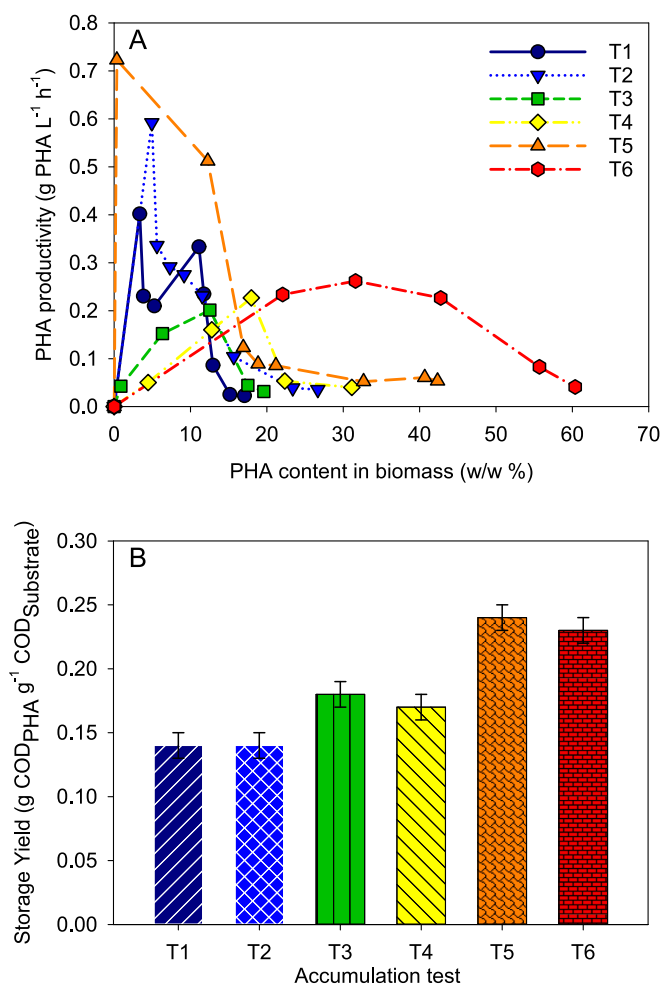 A
T1
T2
T3
T4
T5
T6
PHA productivity (g PHA L⁻¹ h⁻¹)
0.8
0.7
0.6
0.5
0.4
0.3
0.2
0.1
0.0
0 10 20 30 40 50 60 70
PHA content in biomass (w/w %)
B
Storage Yield (g COD_PHA g⁻¹ COD_Substrate)
0.30
0.25
0.20
0.15
0.10
0.05
0.00
T1 T2 T3 T4 T5 T6
Accumulation test